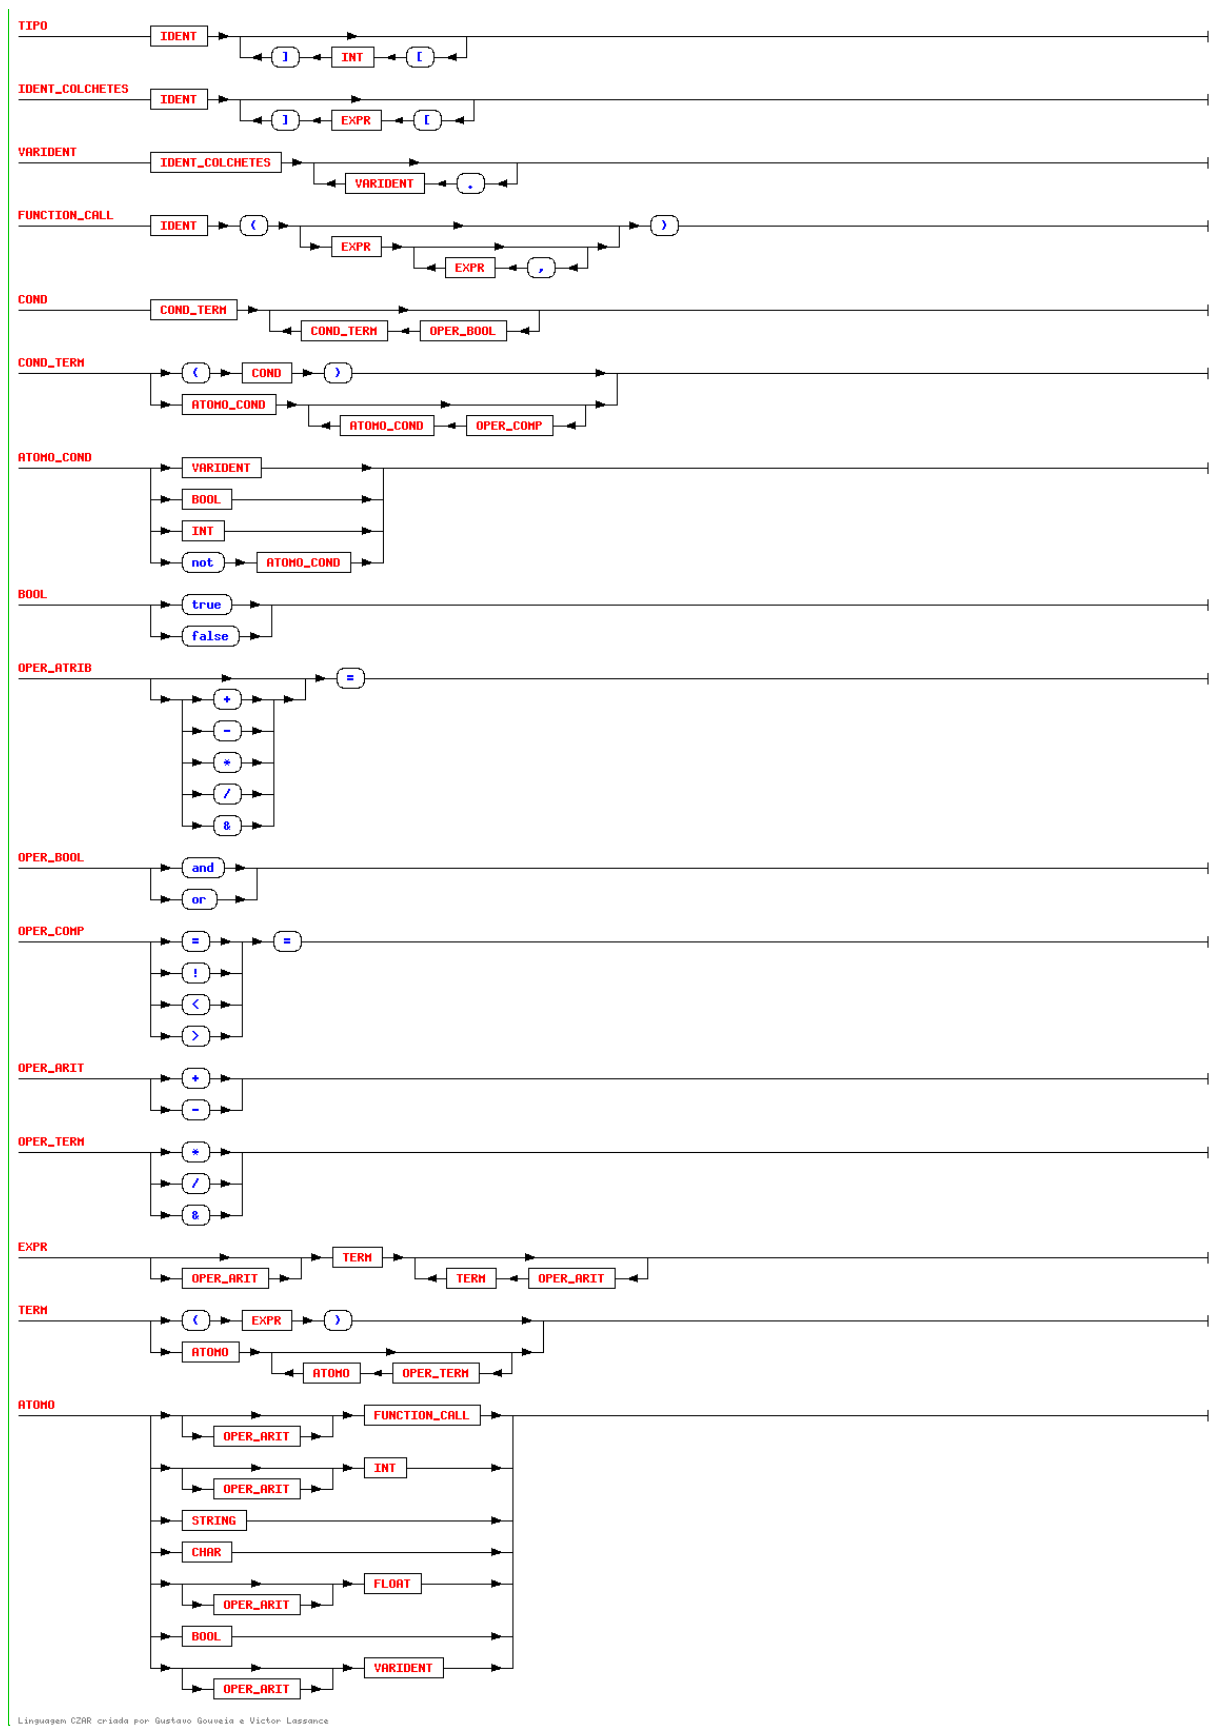 TIPO
IDENT
] INT [
IDENT_COLCHETES
IDENT
] EXPR [
VARIDENT
IDENT_COLCHETES
VARIDENT .
FUNCTION_CALL
IDENT ( )
EXPR
EXPR ,
COND
COND_TERM
COND_TERM OPER_BOOL
COND_TERM
( COND )
ATOMO_COND
ATOMO_COND OPER_COMP
ATOMO_COND
VARIDENT
BOOL
INT
not ATOMO_COND
BOOL
true
false
OPER_ATRIB
=
+
-
*
/
&
OPER_BOOL
and
or
OPER_COMP
= =
!
<
>
OPER_ARIT
+
-
OPER_TERM
*
/
&
EXPR
TERM
OPER_ARIT TERM OPER_ARIT
TERM
( EXPR )
ATOMO
ATOMO OPER_TERM
ATOMO
FUNCTION_CALL
OPER_ARIT
INT
OPER_ARIT
STRING
CHAR
FLOAT
OPER_ARIT
BOOL
VARIDENT
OPER_ARIT
Linguagem CZAR criada por Gustavo Gouveia e Victor Lassance